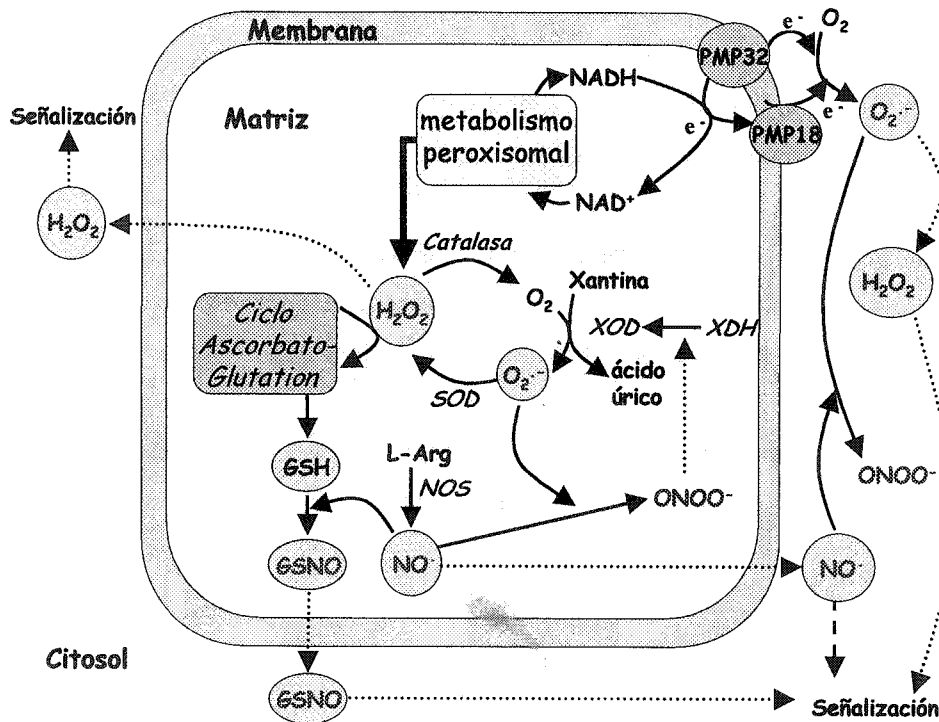 Membrana
PMP32
e-
O₂
NADH
Señalización
Matriz
metabolismo
peroxisomal
e-
PMP18
e-
O₂·-
NAD⁺
H₂O₂
Catalasa
H₂O₂
O₂
Xantina
H₂O₂
Ciclo
Ascorbato-
Glutation
XOD
XDH
e-
O₂·-
SOD
ácido
úrico
GSH
L-Arg
NOS
ONOO⁻
ONOO⁻
GSNO
NO·
NO·
Citosol
GSNO
Señalización